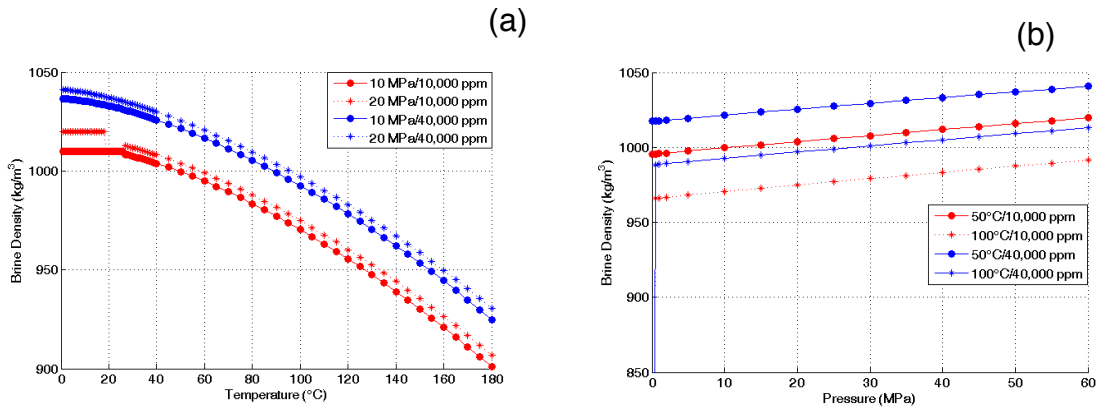 (a)
1050
1000
950
900
Brine Density (kg/m³)
0 20 40 60 80 100 120 140 160 180
Temperature (°C)
10 MPa/10,000 ppm
20 MPa/10,000 ppm
10 MPa/40,000 ppm
20 MPa/40,000 ppm
(b)
1050
1000
950
900
850
Brine Density (kg/m³)
0 10 20 30 40 50 60
Pressure (MPa)
50°C/10,000 ppm
100°C/10,000 ppm
50°C/40,000 ppm
100°C/40,000 ppm